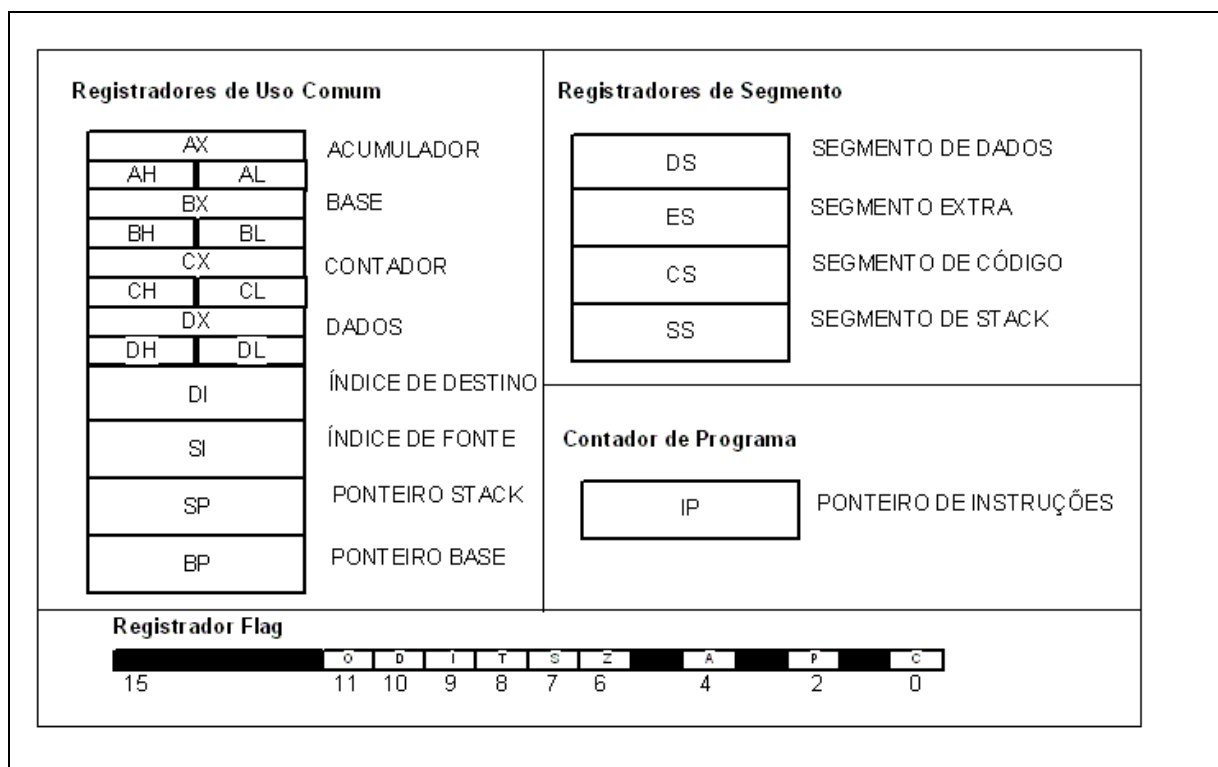 Registradores de Uso Comum
AX
ACUMULADOR
AH AL
BX
BASE
BH BL
CX
CONTADOR
CH CL
DX
DADOS
DH DL
DI
ÍNDICE DE DESTINO
SI
ÍNDICE DE FONTE
SP
PONTEIRO STACK
BP
PONTEIRO BASE
Registradores de Segmento
DS
SEGMENTO DE DADOS
ES
SEGMENTO EXTRA
CS
SEGMENTO DE CÓDIGO
SS
SEGMENTO DE STACK
Contador de Programa
IP
PONTEIRO DE INSTRUÇÕES
Registrador Flag
O D I T S Z A P C
15 11 10 9 8 7 6 4 2 0